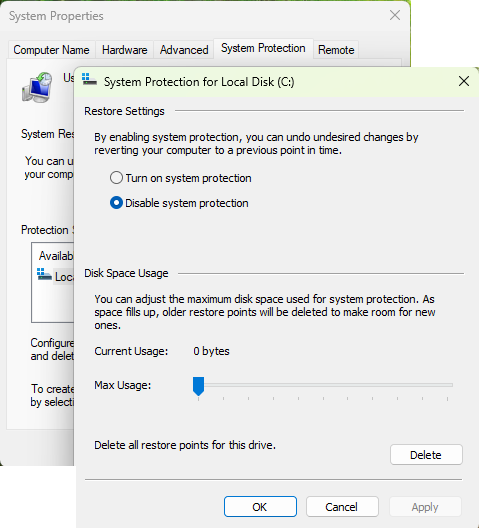 System Properties
Computer Name Hardware Advanced System Protection Remote
System Protection for Local Disk (C:)
Restore Settings
By enabling system protection, you can undo undesired changes by
reverting your computer to a previous point in time.
Turn on system protection
Disable system protection
Disk Space Usage
You can adjust the maximum disk space used for system protection. As
space fills up, older restore points will be deleted to make room for new
ones.
Current Usage: 0 bytes
Max Usage:
Delete all restore points for this drive.
Delete
OK Cancel Apply
System Res
You can u
your comp
Protection S
Availab
Loca
Configure
and delet
To create
by selecti